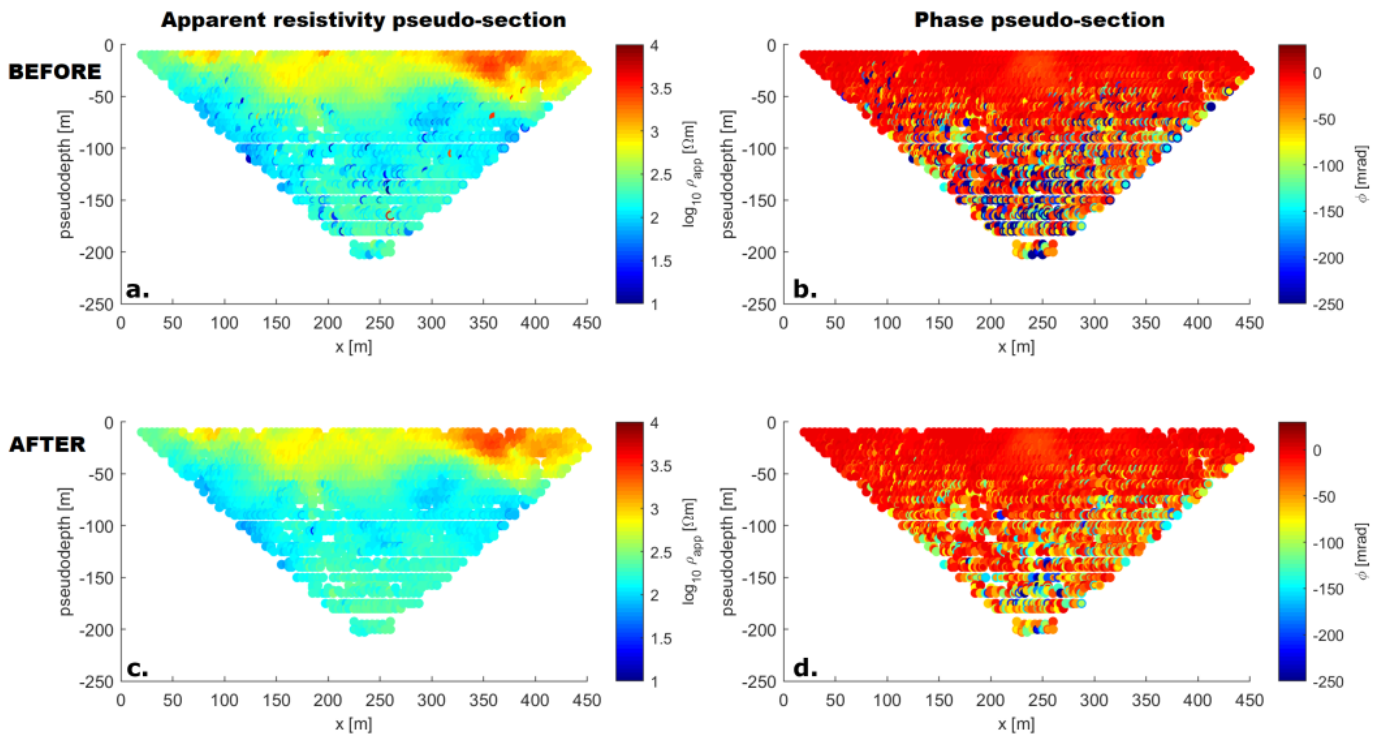 Apparent resistivity pseudo-section
Phase pseudo-section
BEFORE
0
-50
-100
-150
-200
-250
pseudodepth [m]
a.
0 50 100 150 200 250 300 350 400 450
x [m]
4
3.5
3
2.5
2
1.5
1
log10 ρapp [Ωm]
0
-50
-100
-150
-200
-250
pseudodepth [m]
b.
0 50 100 150 200 250 300 350 400 450
x [m]
0
-50
-100
-150
-200
-250
ϕ [mrad]
AFTER
0
-50
-100
-150
-200
-250
pseudodepth [m]
c.
0 50 100 150 200 250 300 350 400 450
x [m]
4
3.5
3
2.5
2
1.5
1
log10 ρapp [Ωm]
0
-50
-100
-150
-200
-250
pseudodepth [m]
d.
0 50 100 150 200 250 300 350 400 450
x [m]
0
-50
-100
-150
-200
-250
ϕ [mrad]